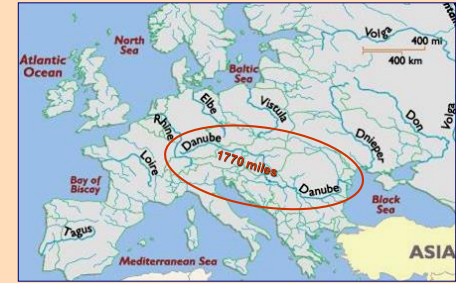 North
Sea
Volga
400 mi
400 km
Atlantic
Ocean
Baltic
Sea
Elbe
Vistula
Don
Volga
Rhine
Danube
Dnieper
Loire
1770 miles
Bay of
Biscay
Danube
Black
Sea
Tagus
Mediterranean Sea
ASIA